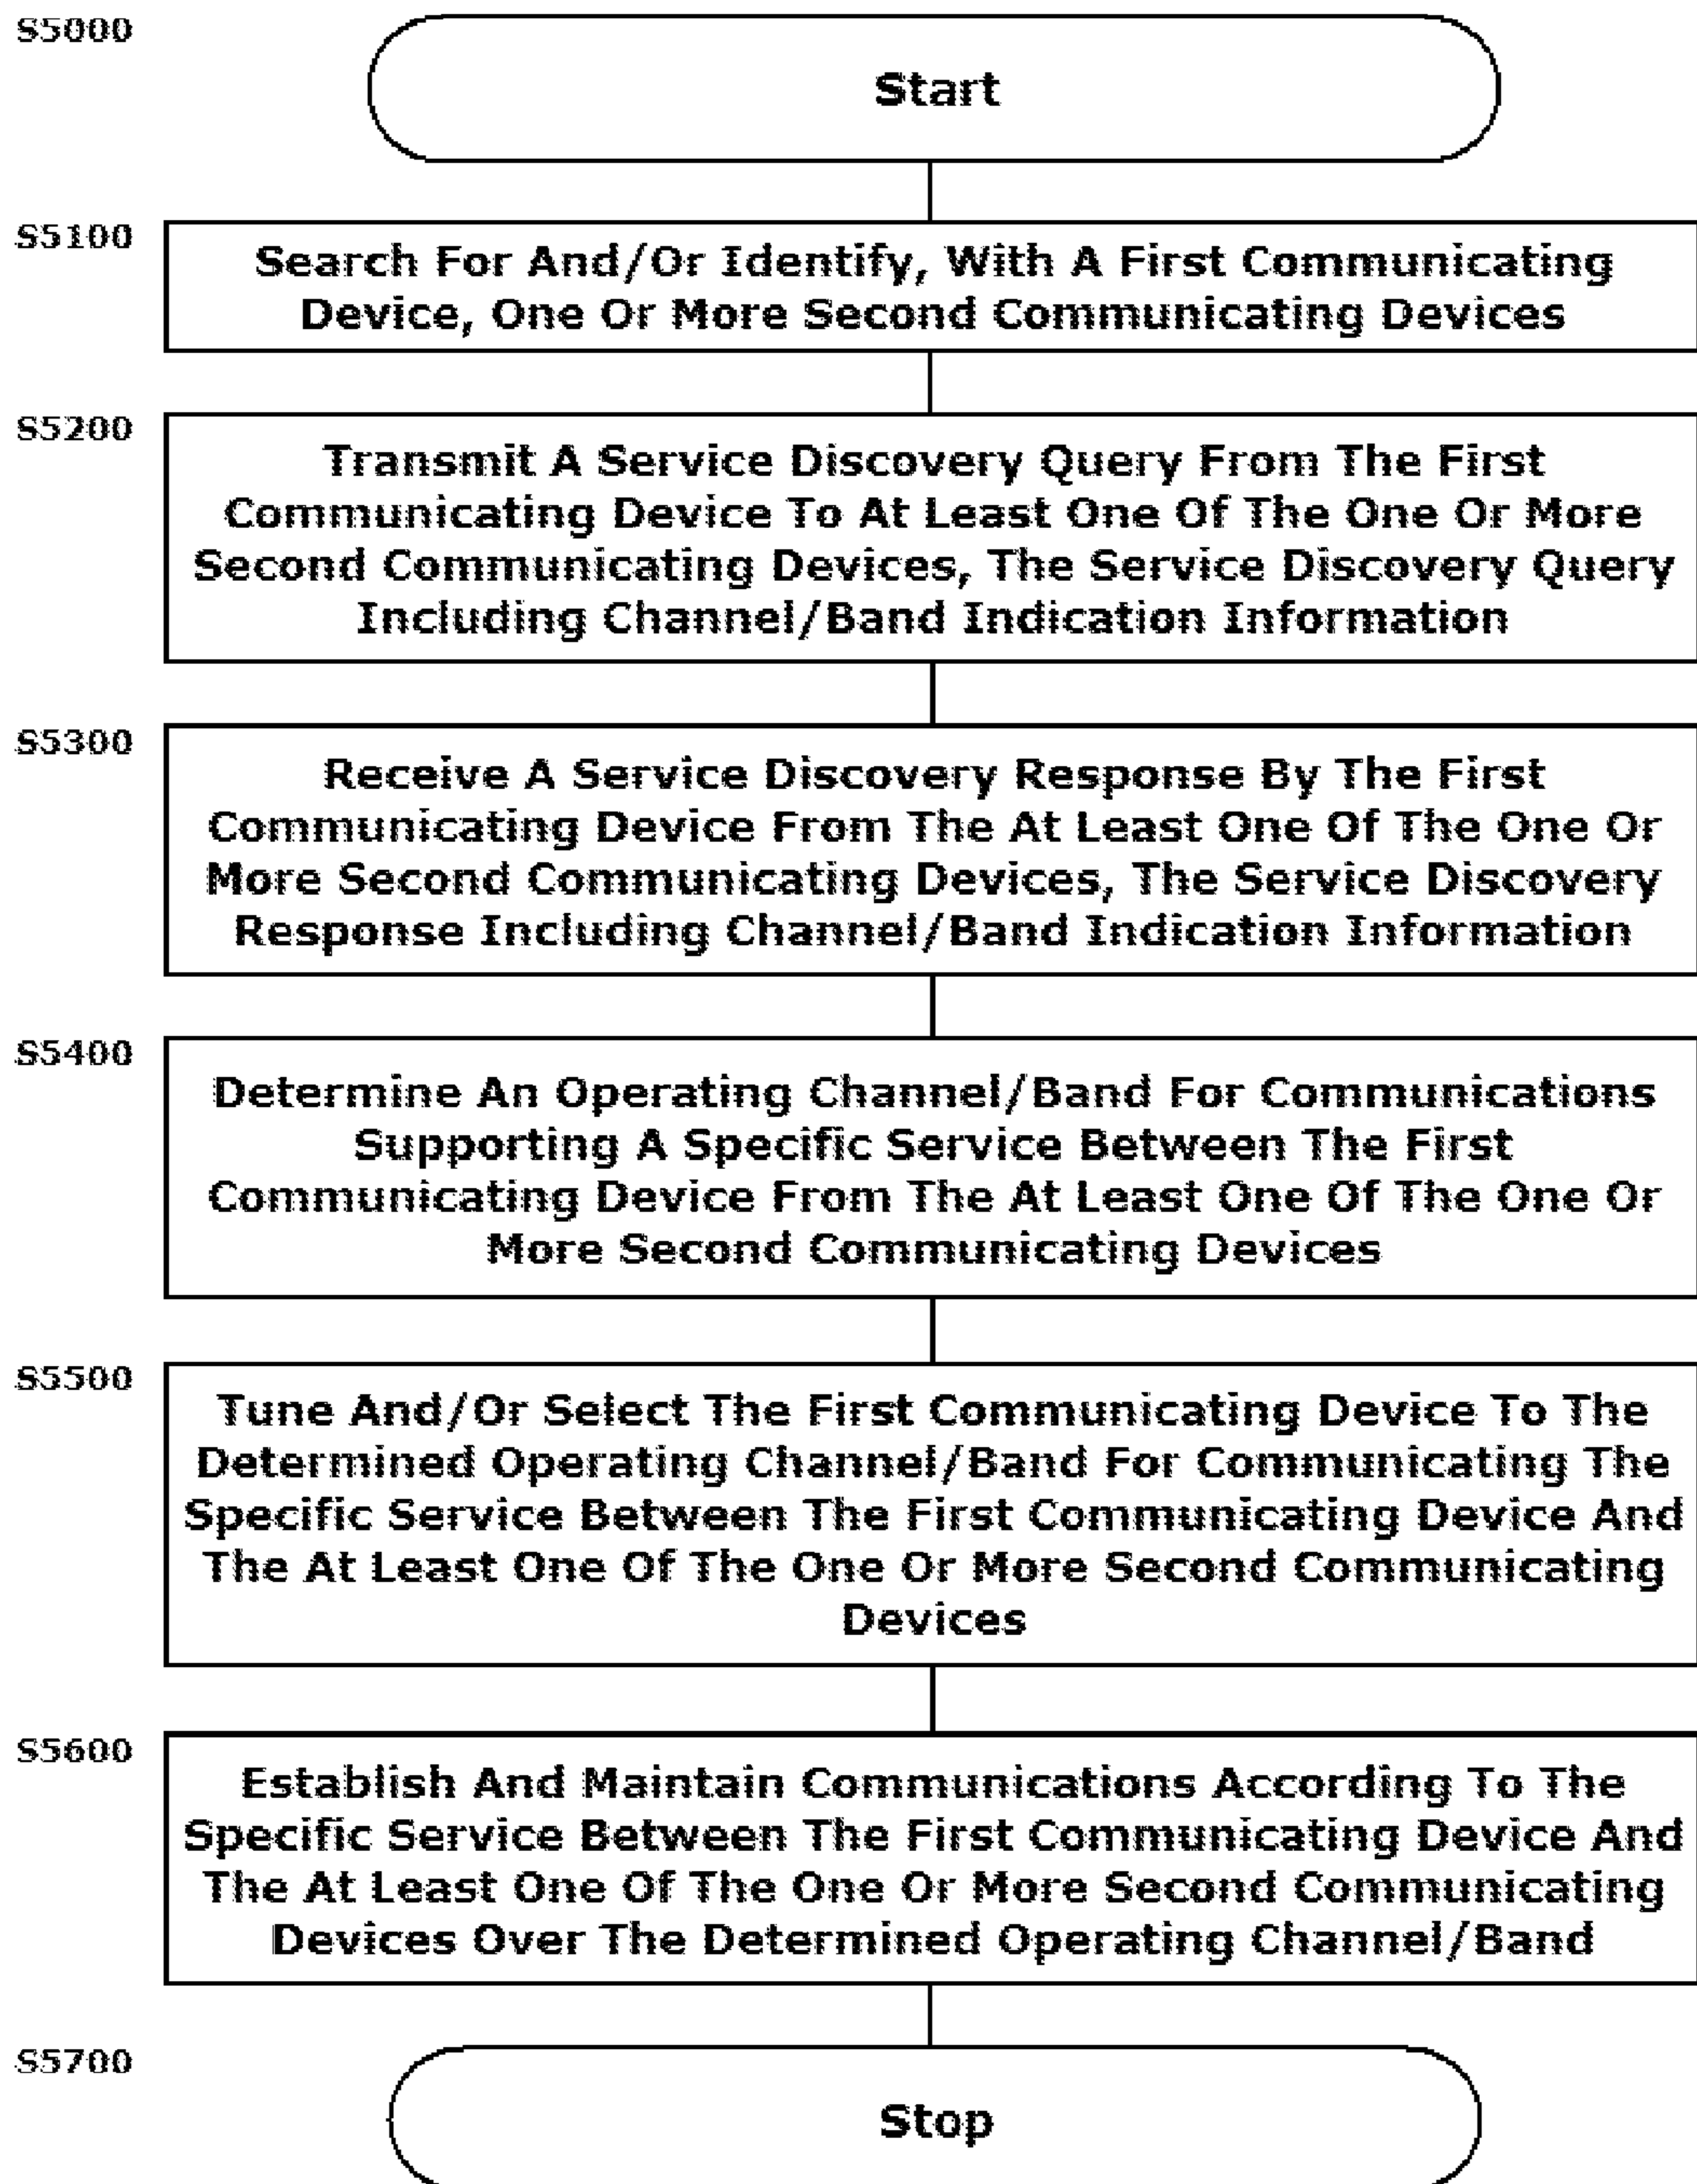 S5000
Start
S5100
Search For And/Or Identify, With A First Communicating
Device, One Or More Second Communicating Devices
S5200
Transmit A Service Discovery Query From The First
Communicating Device To At Least One Of The One Or More
Second Communicating Devices, The Service Discovery Query
Including Channel/Band Indication Information
S5300
Receive A Service Discovery Response By The First
Communicating Device From The At Least One Of The One Or
More Second Communicating Devices, The Service Discovery
Response Including Channel/Band Indication Information
S5400
Determine An Operating Channel/Band For Communications
Supporting A Specific Service Between The First
Communicating Device From The At Least One Of The One Or
More Second Communicating Devices
S5500
Tune And/Or Select The First Communicating Device To The
Determined Operating Channel/Band For Communicating The
Specific Service Between The First Communicating Device And
The At Least One Of The One Or More Second Communicating
Devices
S5600
Establish And Maintain Communications According To The
Specific Service Between The First Communicating Device And
The At Least One Of The One Or More Second Communicating
Devices Over The Determined Operating Channel/Band
S5700
Stop